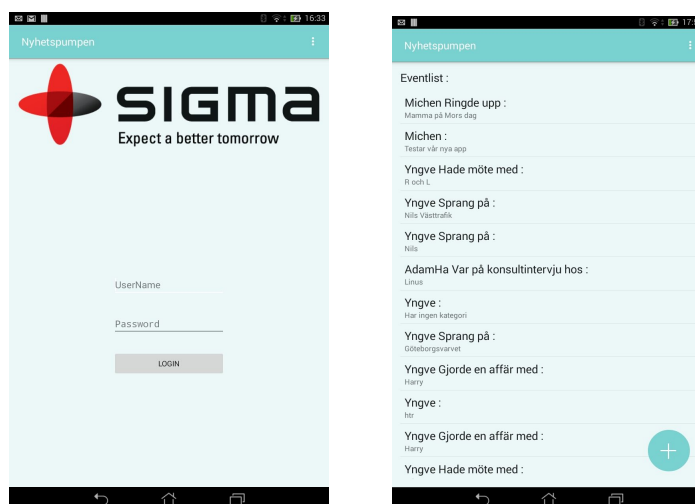 16:33
Nyhetspumpen
SIGMA
Expect a better tomorrow
UserName
Password
LOGIN
Nyhetspumpen
Eventlist :
Michen Ringde upp :
Mamma på Mors dag
Michen :
Testar vår nya app
Yngve Hade möte med :
R och L
Yngve Sprang på :
Nils Västtrafik
Yngve Sprang på :
Nils
AdamHa Var på konsultintervju hos :
Linus
Yngve :
Har ingen kategori
Yngve Sprang på :
Göteborgsvarvet
Yngve Gjorde en affär med :
Harry
Yngve :
htr
Yngve Gjorde en affär med :
Harry
Yngve Hade möte med :